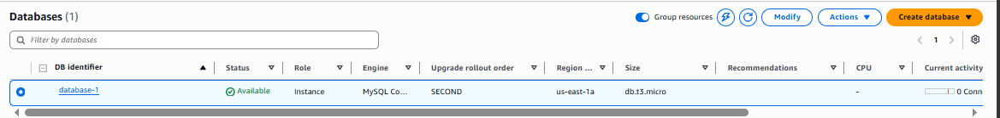 Databases (1)
Group resources
Modify
Actions
Create database
Filter by databases
1
DB identifier
Status
Role
Engine
Upgrade rollout order
Region ...
Size
Recommendations
CPU
Current activity
database-1
Available
Instance
MySQL Co...
SECOND
us-east-1a
db.t3.micro
-
0 Conn